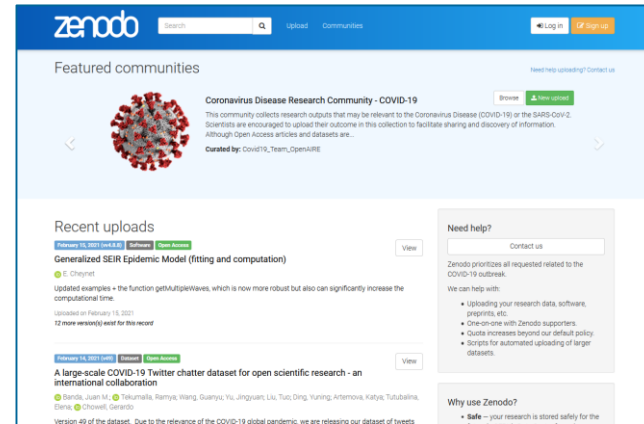 zenodo
Search
Upload
Communities
Log in
Sign up
Featured communities
Need help uploading? Contact us
Coronavirus Disease Research Community - COVID-19
Browse
New upload
This community collects research outputs that may be relevant to the Coronavirus Disease (COVID-19) or the SARS-CoV-2.
Scientists are encouraged to upload their outcome in this collection to facilitate sharing and discovery of information.
Although Open Access articles and datasets are...
Curated by: Covid19_Team_OpenAIRE
Recent uploads
February 15, 2021 (v4.8.8) Software Open Access
View
Generalized SEIR Epidemic Model (fitting and computation)
E. Cheynet
Updated examples + the function getMultipleWaves, which is now more robust but also can significantly increase the
computational time.
Uploaded on February 15, 2021
12 more version(s) exist for this record
February 14, 2021 (v49) Dataset Open Access
View
A large-scale COVID-19 Twitter chatter dataset for open scientific research - an
international collaboration
Banda, Juan M.; Tekumalla, Ramya; Wang, Guanyu; Yu, Jingyuan; Liu, Tuo; Ding, Yuning; Artemova, Katya; Tutubalina,
Elena; Chowell, Gerardo
Version 49 of the dataset. Due to the relevance of the COVID-19 global pandemic, we are releasing our dataset of tweets
Need help?
Contact us
Zenodo prioritizes all requested related to the
COVID-19 outbreak.
We can help with:
Uploading your research data, software,
preprints, etc.
One-on-one with Zenodo supporters.
Quota increases beyond our default policy.
Scripts for automated uploading of larger
datasets.
Why use Zenodo?
Safe — your research is stored safely for the